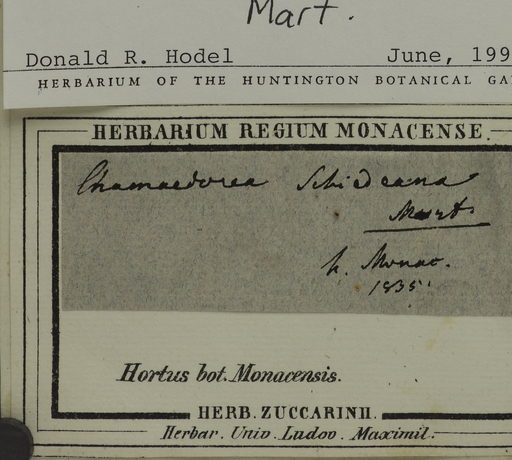 Mart.
Donald R. Hodel June, 199
HERBARIUM OF THE HUNTINGTON BOTANICAL GA
HERBARIUM REGIUM MONACENSE.
Chamaedorea Schideana
Mart.
h. Monac.
1835
Hortus bot. Monacensis.
HERB. ZUCCARINII.
Herbar. Univ. Ludov. Maximil.